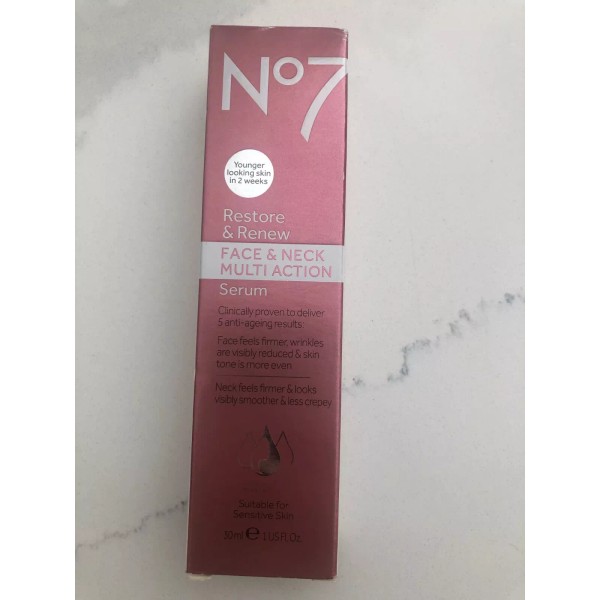 No7
Younger
looking skin
in 2 weeks
Restore
& Renew
FACE & NECK
MULTI ACTION
Serum
Clinically proven to deliver
5 anti-ageing results:
Face feels firmer, wrinkles
are visibly reduced & skin
tone is more even
Neck feels firmer & looks
visibly smoother & less crepey
Suitable for
Sensitive Skin
30ml ℮ 1 US Fl. Oz.